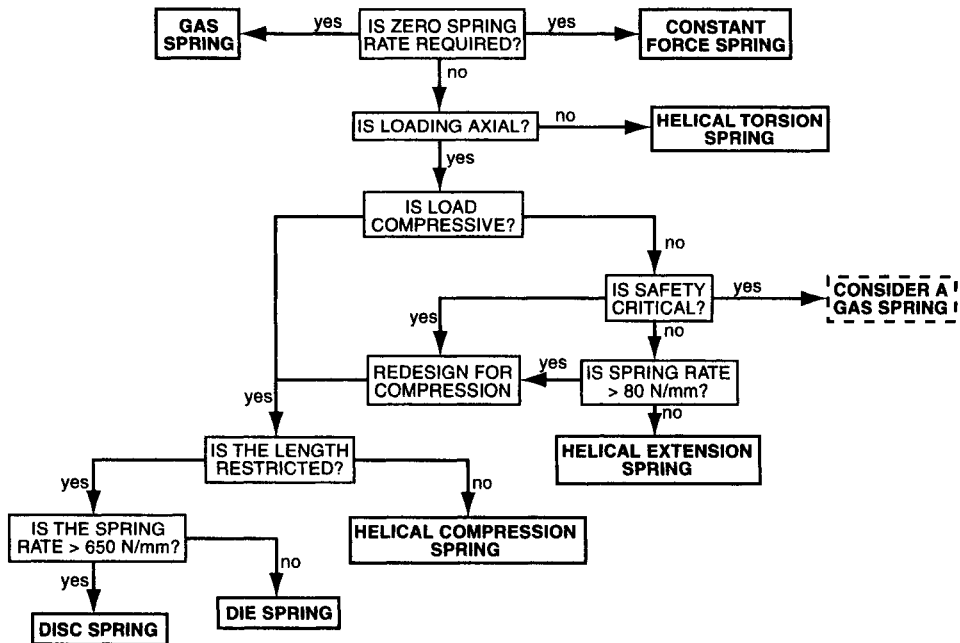 GAS
SPRING
yes
IS ZERO SPRING
RATE REQUIRED?
yes
CONSTANT
FORCE SPRING
no
IS LOADING AXIAL?
no
HELICAL TORSION
SPRING
yes
IS LOAD
COMPRESSIVE?
no
IS SAFETY
CRITICAL?
yes
CONSIDER A
GAS SPRING
yes
no
REDESIGN FOR
COMPRESSION
yes
IS SPRING RATE
> 80 N/mm?
yes
no
IS THE LENGTH
RESTRICTED?
HELICAL EXTENSION
SPRING
yes
no
IS THE SPRING
RATE > 650 N/mm?
HELICAL COMPRESSION
SPRING
no
yes
DIE SPRING
DISC SPRING